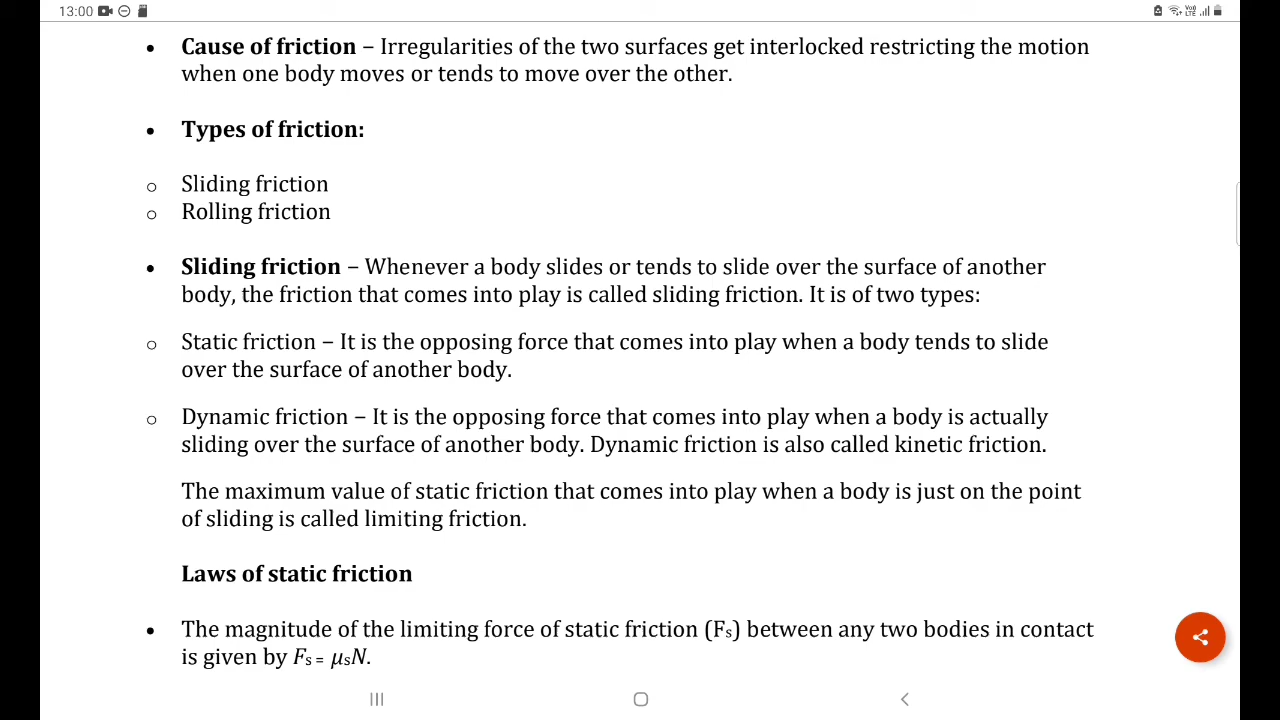 13:00
Vo)) LTE
• Cause of friction – Irregularities of the two surfaces get interlocked restricting the motion
when one body moves or tends to move over the other.
• Types of friction:
o Sliding friction
o Rolling friction
• Sliding friction – Whenever a body slides or tends to slide over the surface of another
body, the friction that comes into play is called sliding friction. It is of two types:
o Static friction – It is the opposing force that comes into play when a body tends to slide
over the surface of another body.
o Dynamic friction – It is the opposing force that comes into play when a body is actually
sliding over the surface of another body. Dynamic friction is also called kinetic friction.
The maximum value of static friction that comes into play when a body is just on the point
of sliding is called limiting friction.
Laws of static friction
• The magnitude of the limiting force of static friction (Fs) between any two bodies in contact
is given by Fs = μsN.